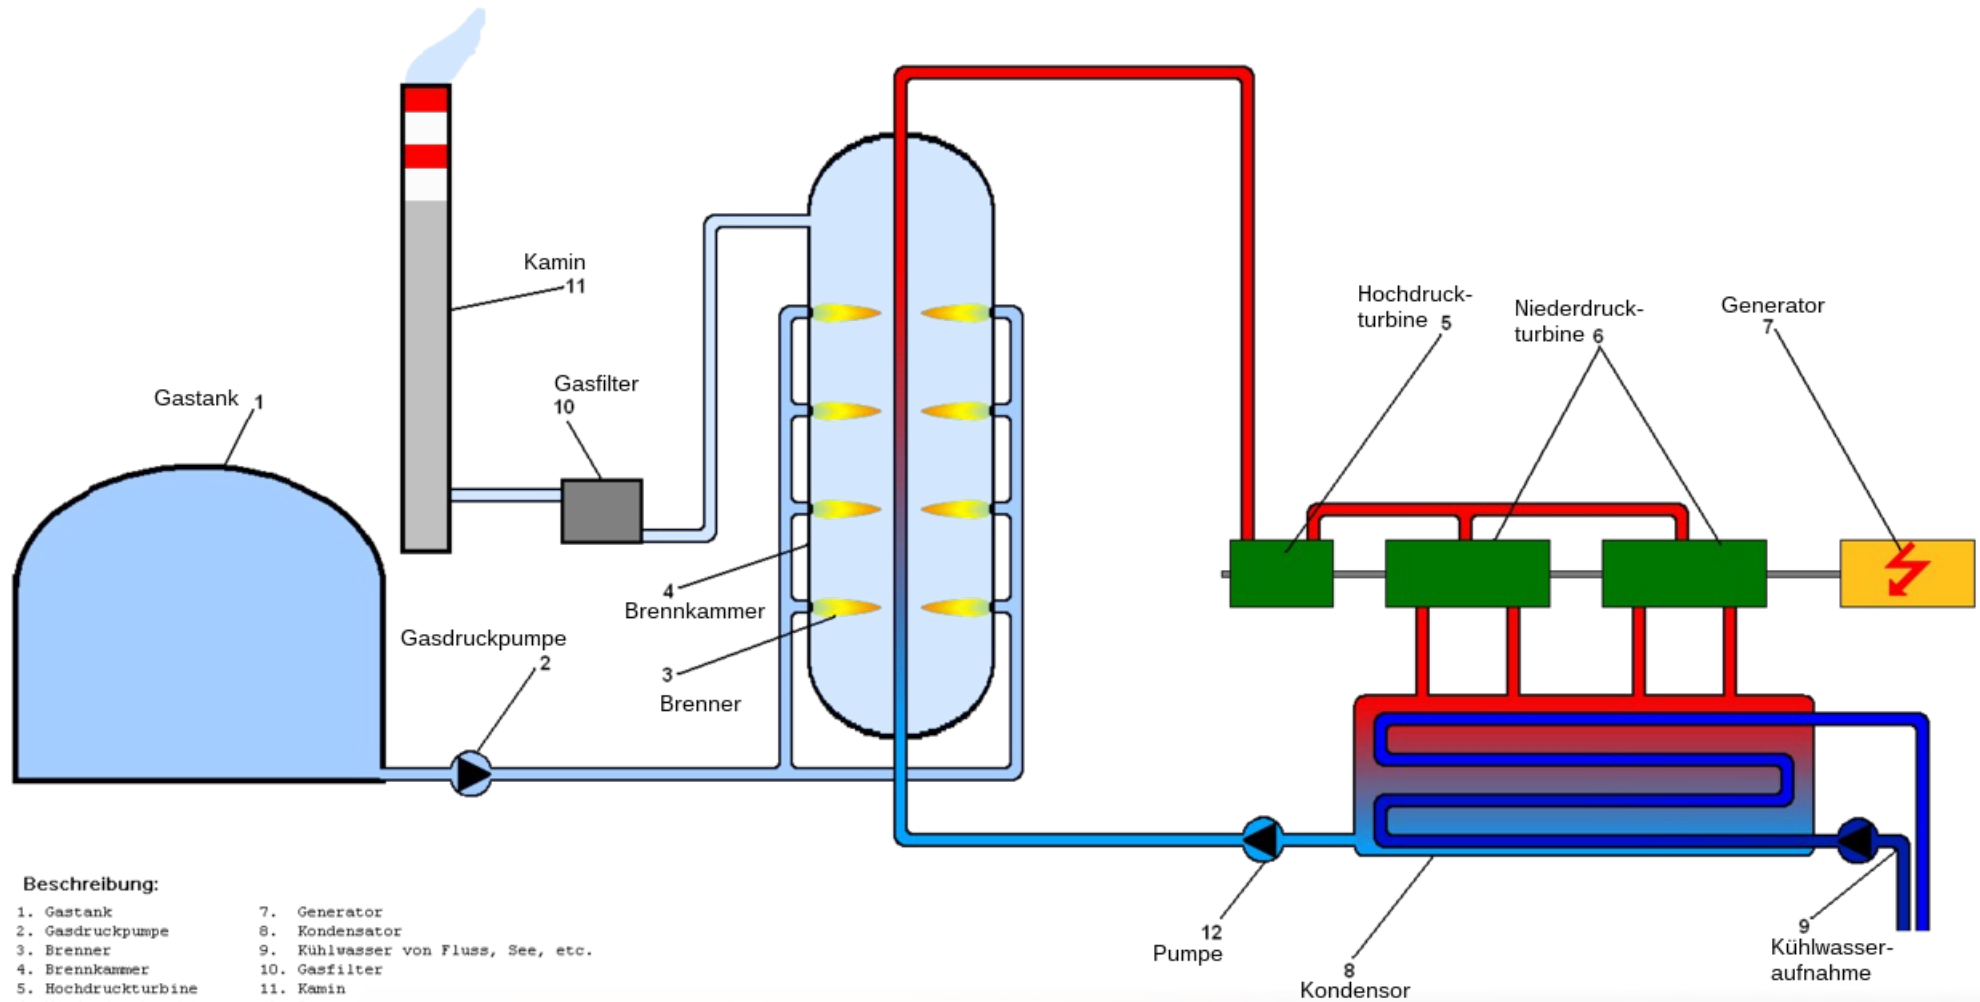 Kamin
11
Hochdruck-
turbine 5
Niederdruck-
turbine 6
Generator
7
Gastank 1
Gasfilter
10
4
Brennkammer
Gasdruckpumpe
2
3
Brenner
12
Pumpe
8
Kondensor
9
Kühlwasser-
aufnahme
Beschreibung:
1. Gastank
2. Gasdruckpumpe
3. Brenner
4. Brennkammer
5. Hochdruckturbine
7. Generator
8. Kondensator
9. Kühlwasser von Fluss, See, etc.
10. Gasfilter
11. Kamin